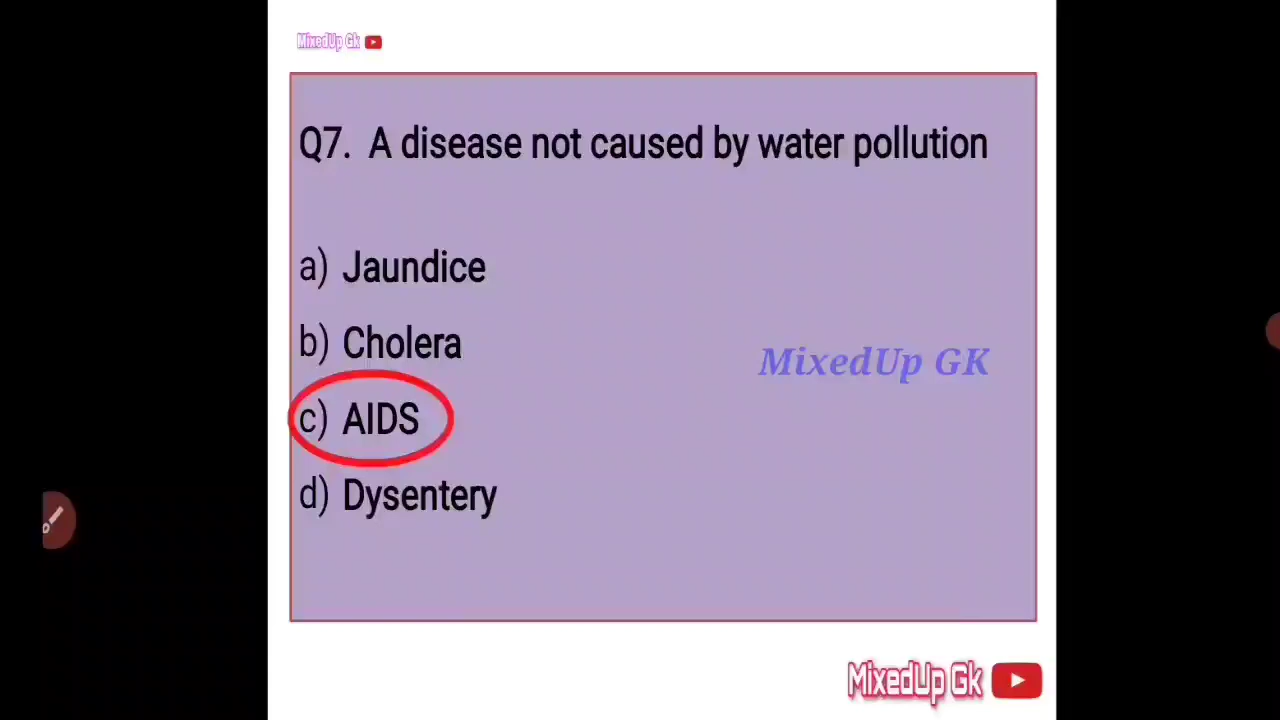 MixedUp Gk
Q7. A disease not caused by water pollution
a) Jaundice
b) Cholera
MixedUp GK
c) AIDS
d) Dysentery
MixedUp Gk